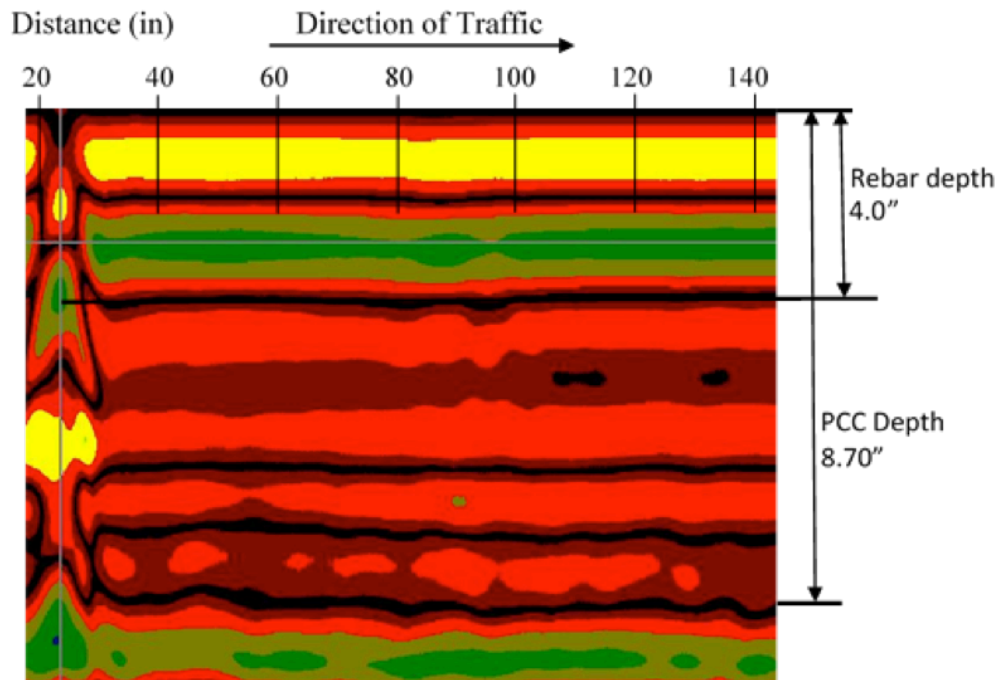 Distance (in)
Direction of Traffic
20 40 60 80 100 120 140
Rebar depth
4.0”
PCC Depth
8.70”